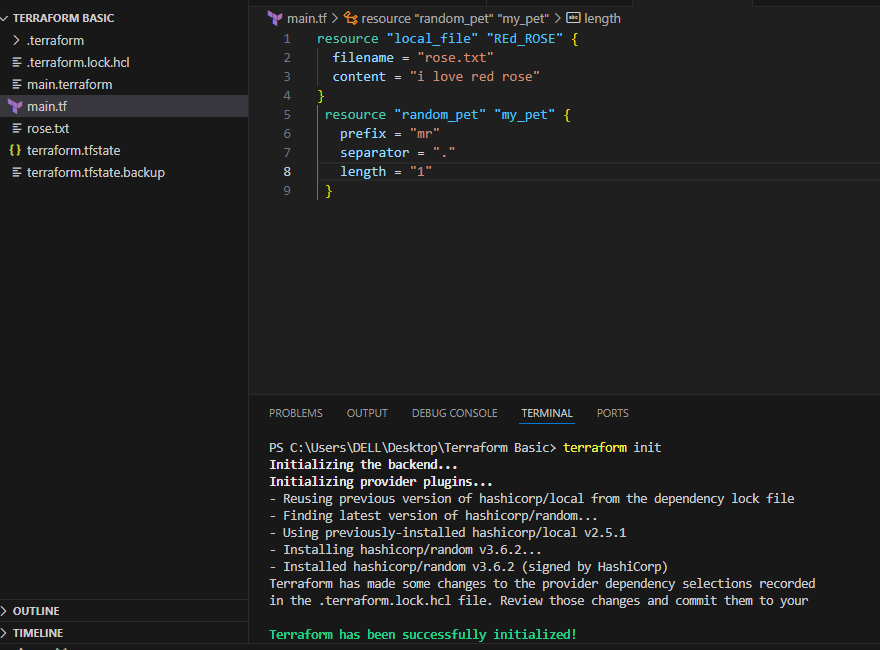 TERRAFORM BASIC
.terraform
.terraform.lock.hcl
main.terraform
main.tf
rose.txt
terraform.tfstate
terraform.tfstate.backup
OUTLINE
TIMELINE
main.tf > resource "random_pet" "my_pet" > length
1 resource "local_file" "REd_ROSE" {
2 filename = "rose.txt"
3 content = "i love red rose"
4 }
5 resource "random_pet" "my_pet" {
6 prefix = "mr"
7 separator = "."
8 length = "1"
9 }
PROBLEMS OUTPUT DEBUG CONSOLE TERMINAL PORTS
PS C:\Users\DELL\Desktop\Terraform Basic> terraform init
Initializing the backend...
Initializing provider plugins...
- Reusing previous version of hashicorp/local from the dependency lock file
- Finding latest version of hashicorp/random...
- Using previously-installed hashicorp/local v2.5.1
- Installing hashicorp/random v3.6.2...
- Installed hashicorp/random v3.6.2 (signed by HashiCorp)
Terraform has made some changes to the provider dependency selections recorded
in the .terraform.lock.hcl file. Review those changes and commit them to your
Terraform has been successfully initialized!